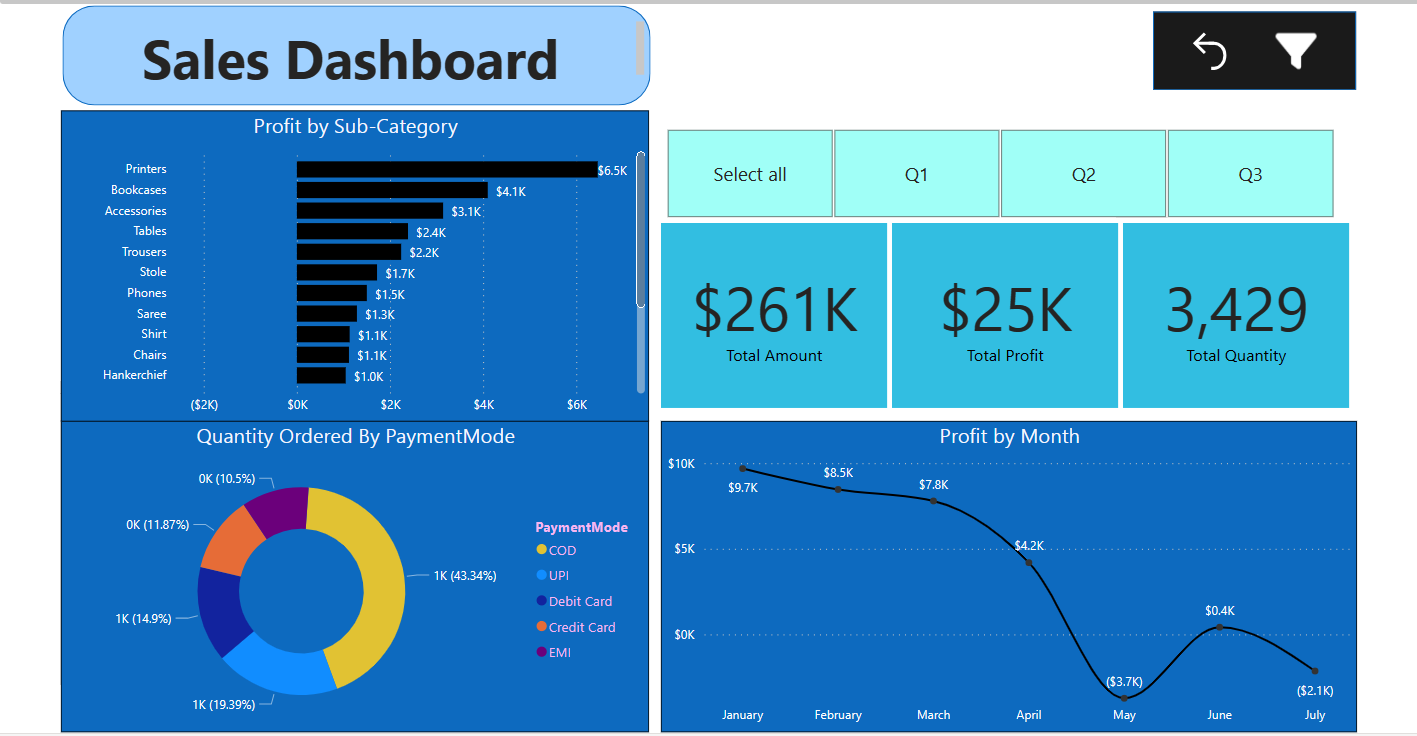 Sales Dashboard
Profit by Sub-Category
Printers $6.5K
Bookcases $4.1K
Accessories $3.1K
Tables $2.4K
Trousers $2.2K
Stole $1.7K
Phones $1.5K
Saree $1.3K
Shirt $1.1K
Chairs $1.1K
Hankerchief $1.0K
($2K) $0K $2K $4K $6K
Select all Q1 Q2 Q3
$261K
Total Amount
$25K
Total Profit
3,429
Total Quantity
Quantity Ordered By PaymentMode
0K (10.5%)
0K (11.87%)
1K (14.9%)
1K (19.39%)
1K (43.34%)
PaymentMode
COD
UPI
Debit Card
Credit Card
EMI
Profit by Month
$10K
$5K
$0K
$9.7K
$8.5K
$7.8K
$4.2K
($3.7K)
$0.4K
($2.1K)
January February March April May June July